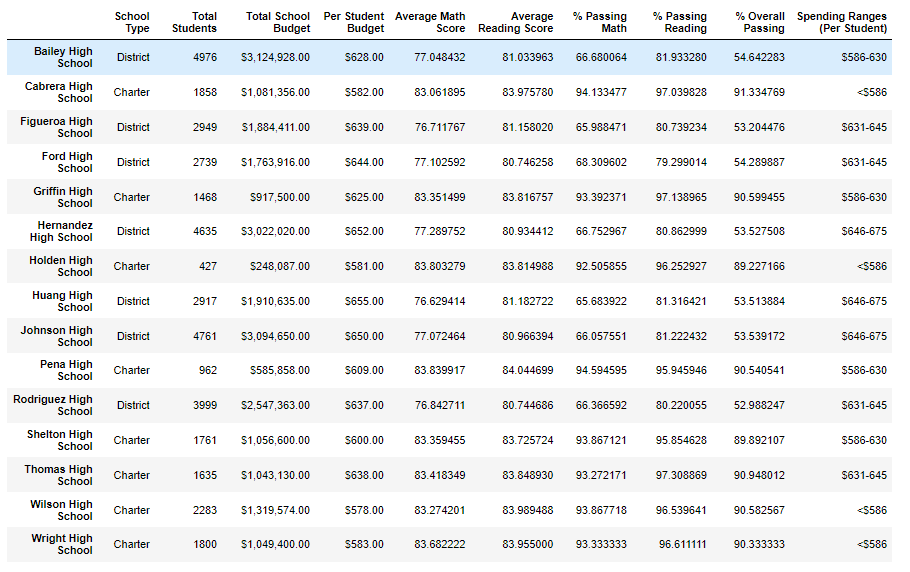 School Type Total Students Total School Budget Per Student Budget Average Math Score Average Reading Score % Passing Math % Passing Reading % Overall Passing Spending Ranges (Per Student)
Bailey High School District 4976 $3,124,928.00 $628.00 77.048432 81.033963 66.680064 81.933280 54.642283 $586-630
Cabrera High School Charter 1858 $1,081,356.00 $582.00 83.061895 83.975780 94.133477 97.039828 91.334769 <$586
Figueroa High School District 2949 $1,884,411.00 $639.00 76.711767 81.158020 65.988471 80.739234 53.204476 $631-645
Ford High School District 2739 $1,763,916.00 $644.00 77.102592 80.746258 68.309602 79.299014 54.289887 $631-645
Griffin High School Charter 1468 $917,500.00 $625.00 83.351499 83.816757 93.392371 97.138965 90.599455 $586-630
Hernandez High School District 4635 $3,022,020.00 $652.00 77.289752 80.934412 66.752967 80.862999 53.527508 $646-675
Holden High School Charter 427 $248,087.00 $581.00 83.803279 83.814988 92.505855 96.252927 89.227166 <$586
Huang High School District 2917 $1,910,635.00 $655.00 76.629414 81.182722 65.683922 81.316421 53.513884 $646-675
Johnson High School District 4761 $3,094,650.00 $650.00 77.072464 80.966394 66.057551 81.222432 53.539172 $646-675
Pena High School Charter 962 $585,858.00 $609.00 83.839917 84.044699 94.594595 95.945946 90.540541 $586-630
Rodriguez High School District 3999 $2,547,363.00 $637.00 76.842711 80.744686 66.366592 80.220055 52.988247 $631-645
Shelton High School Charter 1761 $1,056,600.00 $600.00 83.359455 83.725724 93.867121 95.854628 89.892107 $586-630
Thomas High School Charter 1635 $1,043,130.00 $638.00 83.418349 83.848930 93.272171 97.308869 90.948012 $631-645
Wilson High School Charter 2283 $1,319,574.00 $578.00 83.274201 83.989488 93.867718 96.539641 90.582567 <$586
Wright High School Charter 1800 $1,049,400.00 $583.00 83.682222 83.955000 93.333333 96.611111 90.333333 <$586